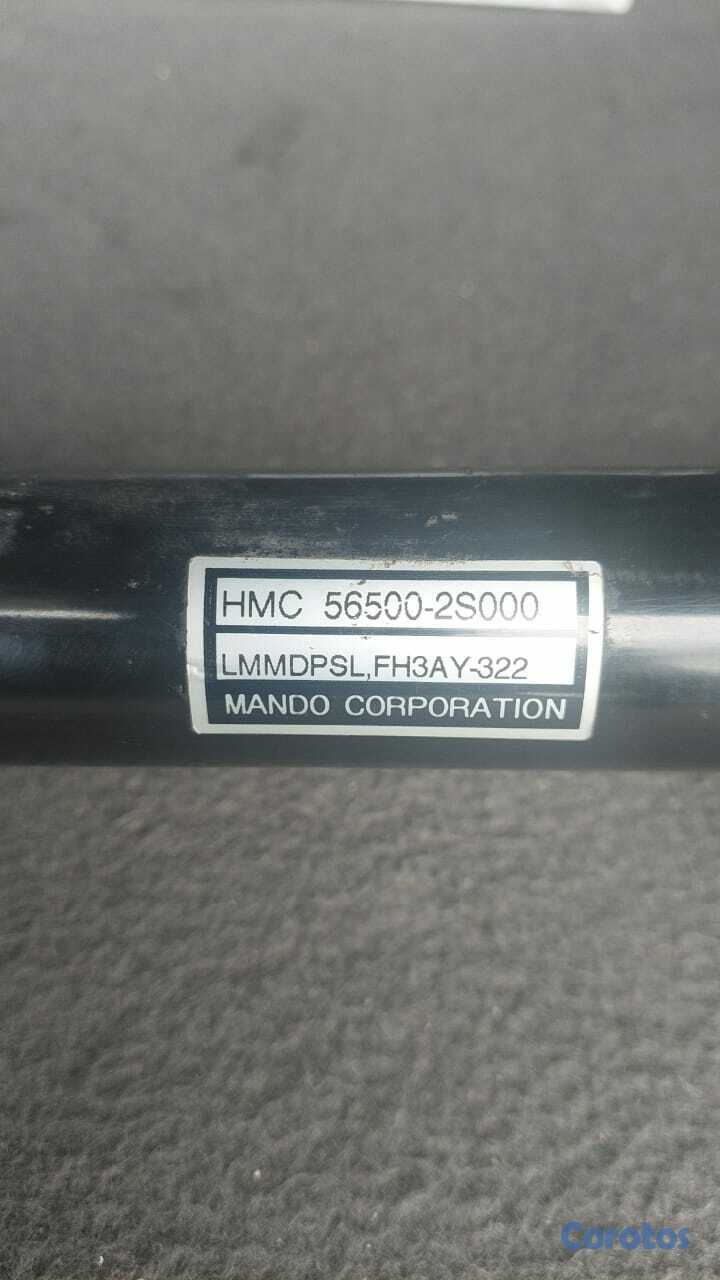 HMC 56500-2S000
LMMDPSL,FH3AY-322
MANDO CORPORATION
Carotos